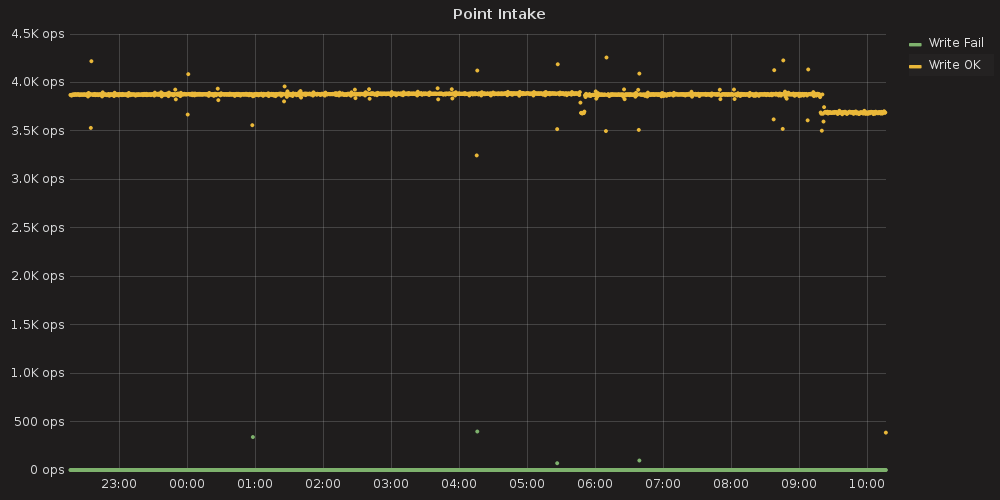 Point Intake
4.5K ops
4.0K ops
3.5K ops
3.0K ops
2.5K ops
2.0K ops
1.5K ops
1.0K ops
500 ops
0 ops
23:00 00:00 01:00 02:00 03:00 04:00 05:00 06:00 07:00 08:00 09:00 10:00
Write Fail
Write OK